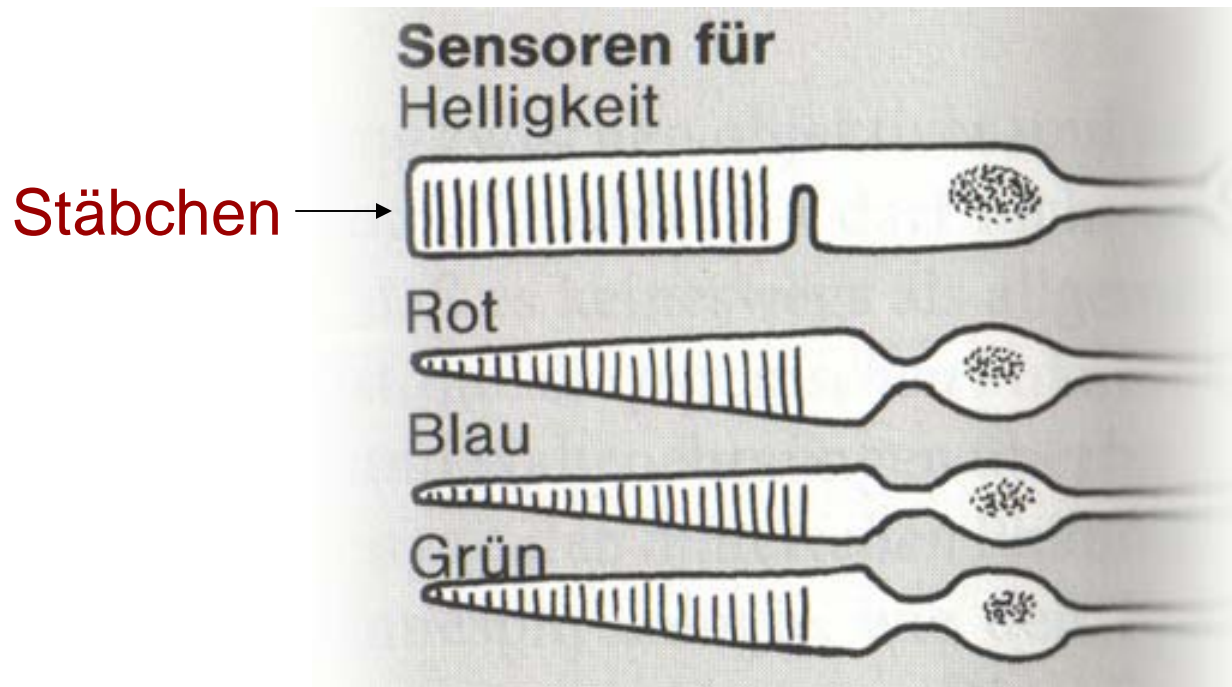 Sensoren für
Helligkeit
Stäbchen
Rot
Blau
Grün